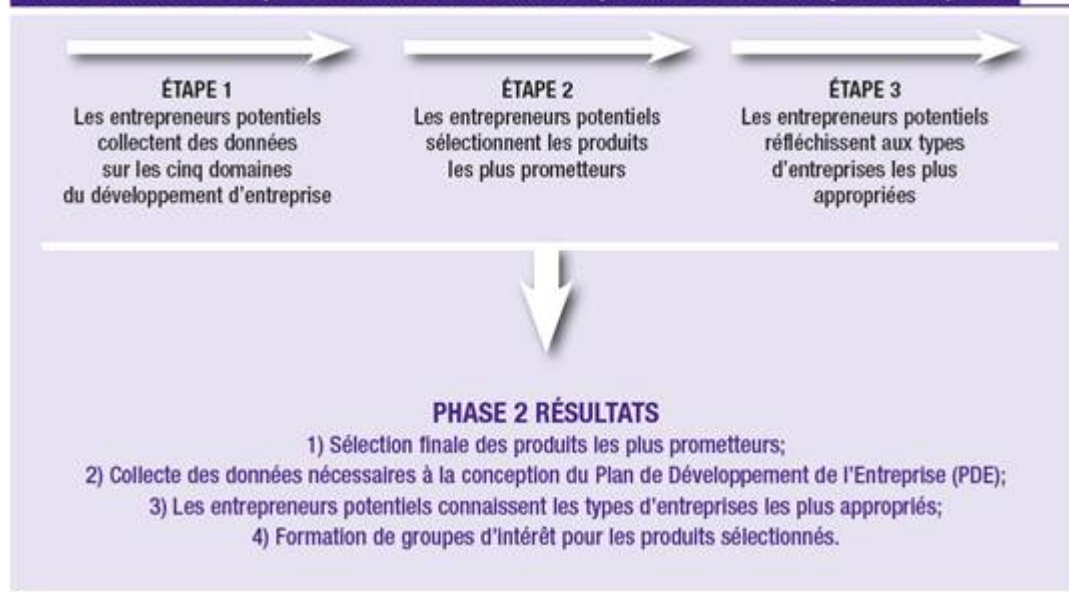 ÉTAPE 1
Les entrepreneurs potentiels
collectent des données
sur les cinq domaines
du développement d'entreprise
ÉTAPE 2
Les entrepreneurs potentiels
sélectionnent les produits
les plus prometteurs
ÉTAPE 3
Les entrepreneurs potentiels
réfléchissent aux types
d'entreprises les plus
appropriées
PHASE 2 RÉSULTATS
1) Sélection finale des produits les plus prometteurs;
2) Collecte des données nécessaires à la conception du Plan de Développement de l'Entreprise (PDE);
3) Les entrepreneurs potentiels connaissent les types d'entreprises les plus appropriés;
4) Formation de groupes d'intérêt pour les produits sélectionnés.